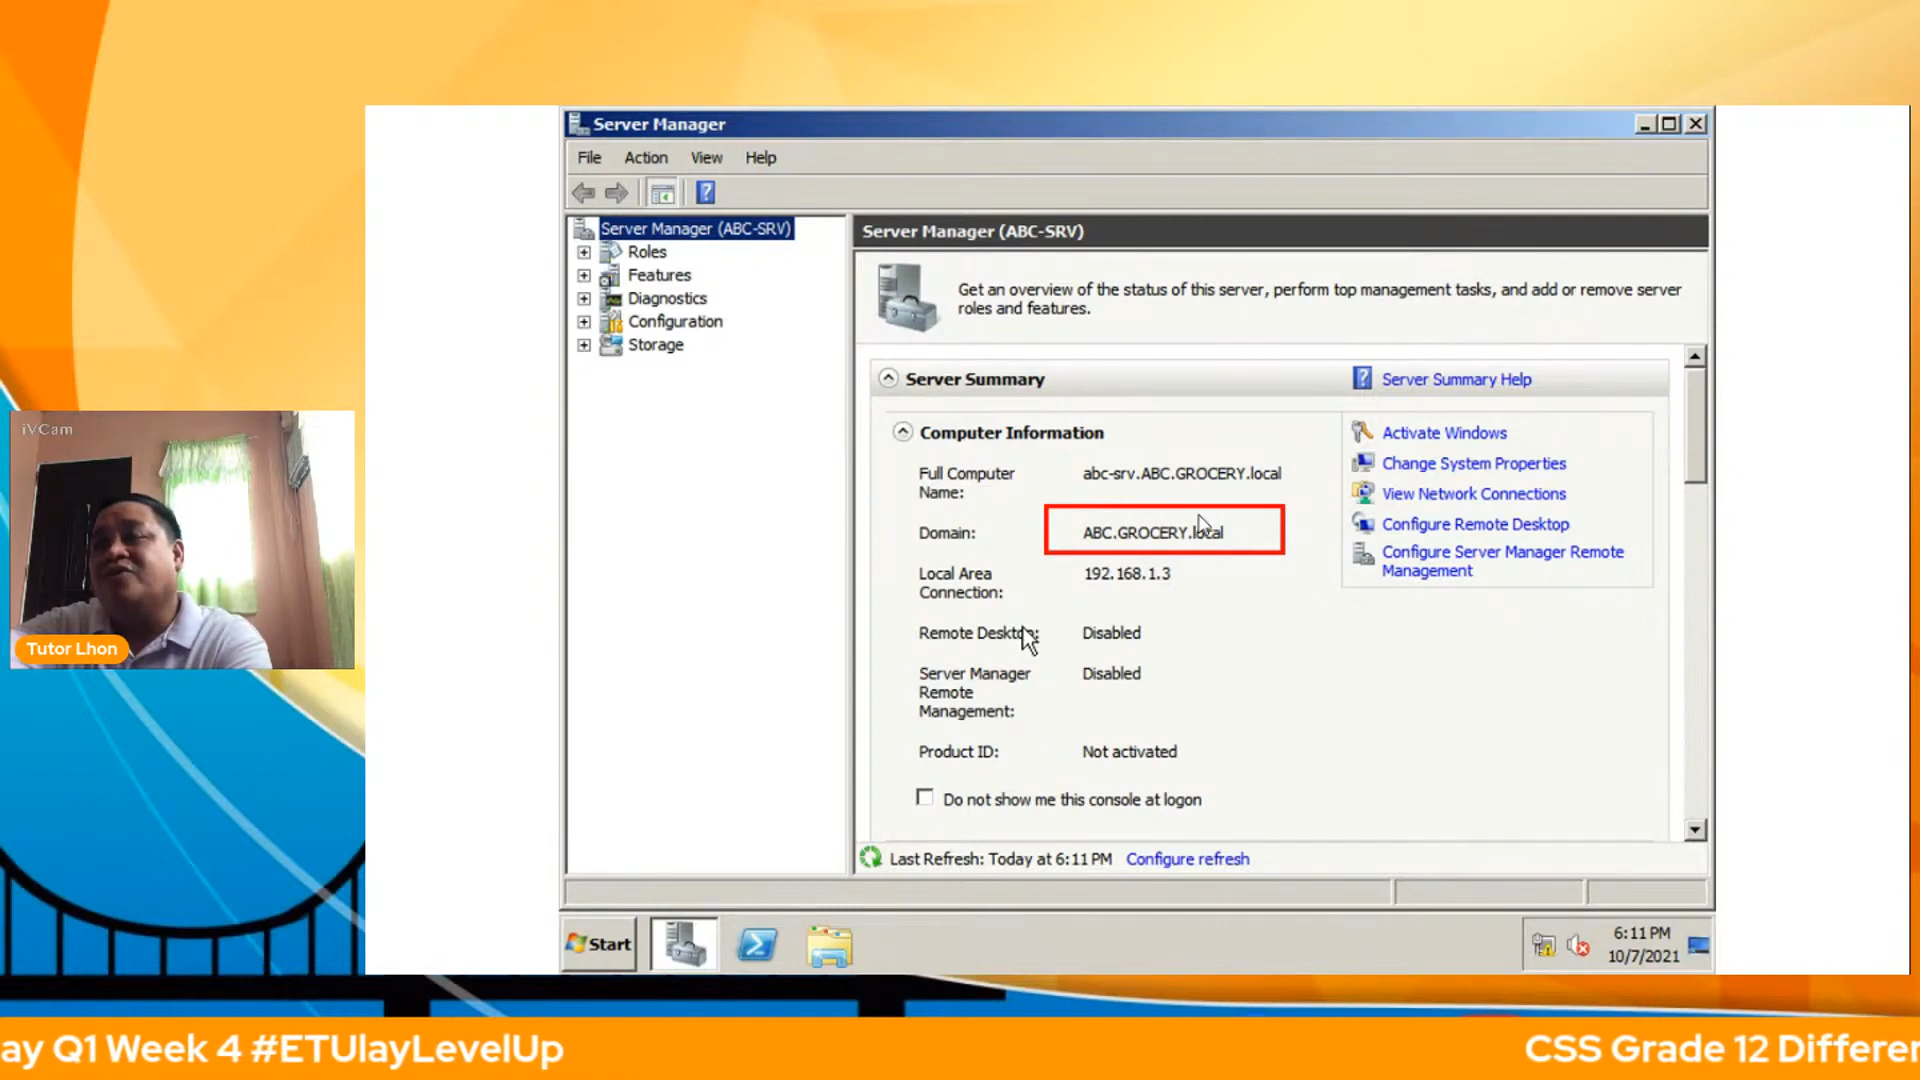 Server Manager
File Action View Help
Server Manager (ABC-SRV)
Roles
Features
Diagnostics
Configuration
Storage
Server Manager (ABC-SRV)
Get an overview of the status of this server, perform top management tasks, and add or remove server
roles and features.
Server Summary
Server Summary Help
Computer Information
Full Computer
Name:
abc-srv.ABC.GROCERY.local
Domain:
ABC.GROCERY.local
Local Area
Connection:
192.168.1.3
Remote Desktop:
Disabled
Server Manager
Remote
Management:
Disabled
Product ID:
Not activated
Do not show me this console at logon
Activate Windows
Change System Properties
View Network Connections
Configure Remote Desktop
Configure Server Manager Remote
Management
Last Refresh: Today at 6:11 PM Configure refresh
Start
6:11 PM
10/7/2021
iVCam
Tutor Lhon
ay Q1 Week 4 #ETUlayLevelUp
CSS Grade 12 Differen